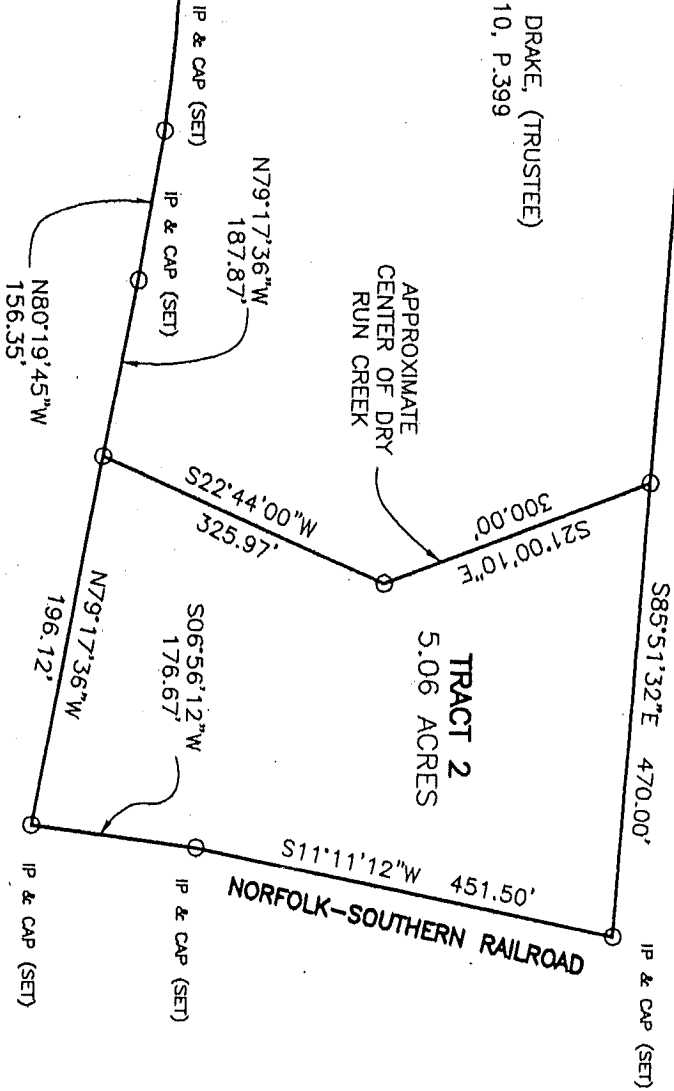 DRAKE, (TRUSTEE)
10, P.399
IP & CAP (SET)
IP & CAP (SET)
N79°17'36"W
187.87'
N80°19'45"W
156.35'
APPROXIMATE
CENTER OF DRY
RUN CREEK
S22°44'00"W
325.97'
300.00'
S21°00'10"E
S85°51'32"E 470.00'
TRACT 2
5.06 ACRES
S06°56'12"W
176.67'
N79°17'36"W
196.12'
S11°11'12"W 451.50'
NORFOLK-SOUTHERN RAILROAD
IP & CAP (SET)
IP & CAP (SET)
IP & CAP (SET)